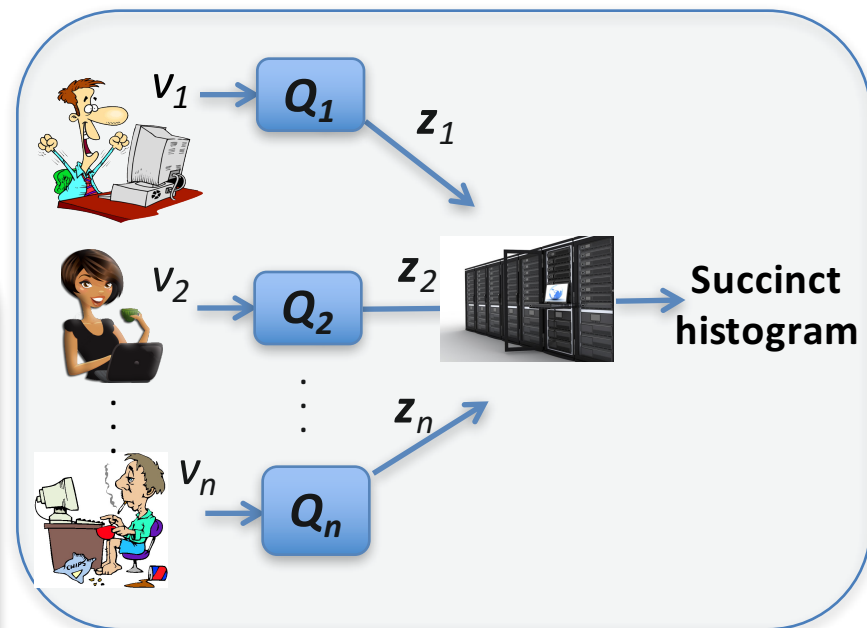 v1
Q1
z1
v2
Q2
z2
Succinct
histogram
zn
vn
Qn
CHIPS